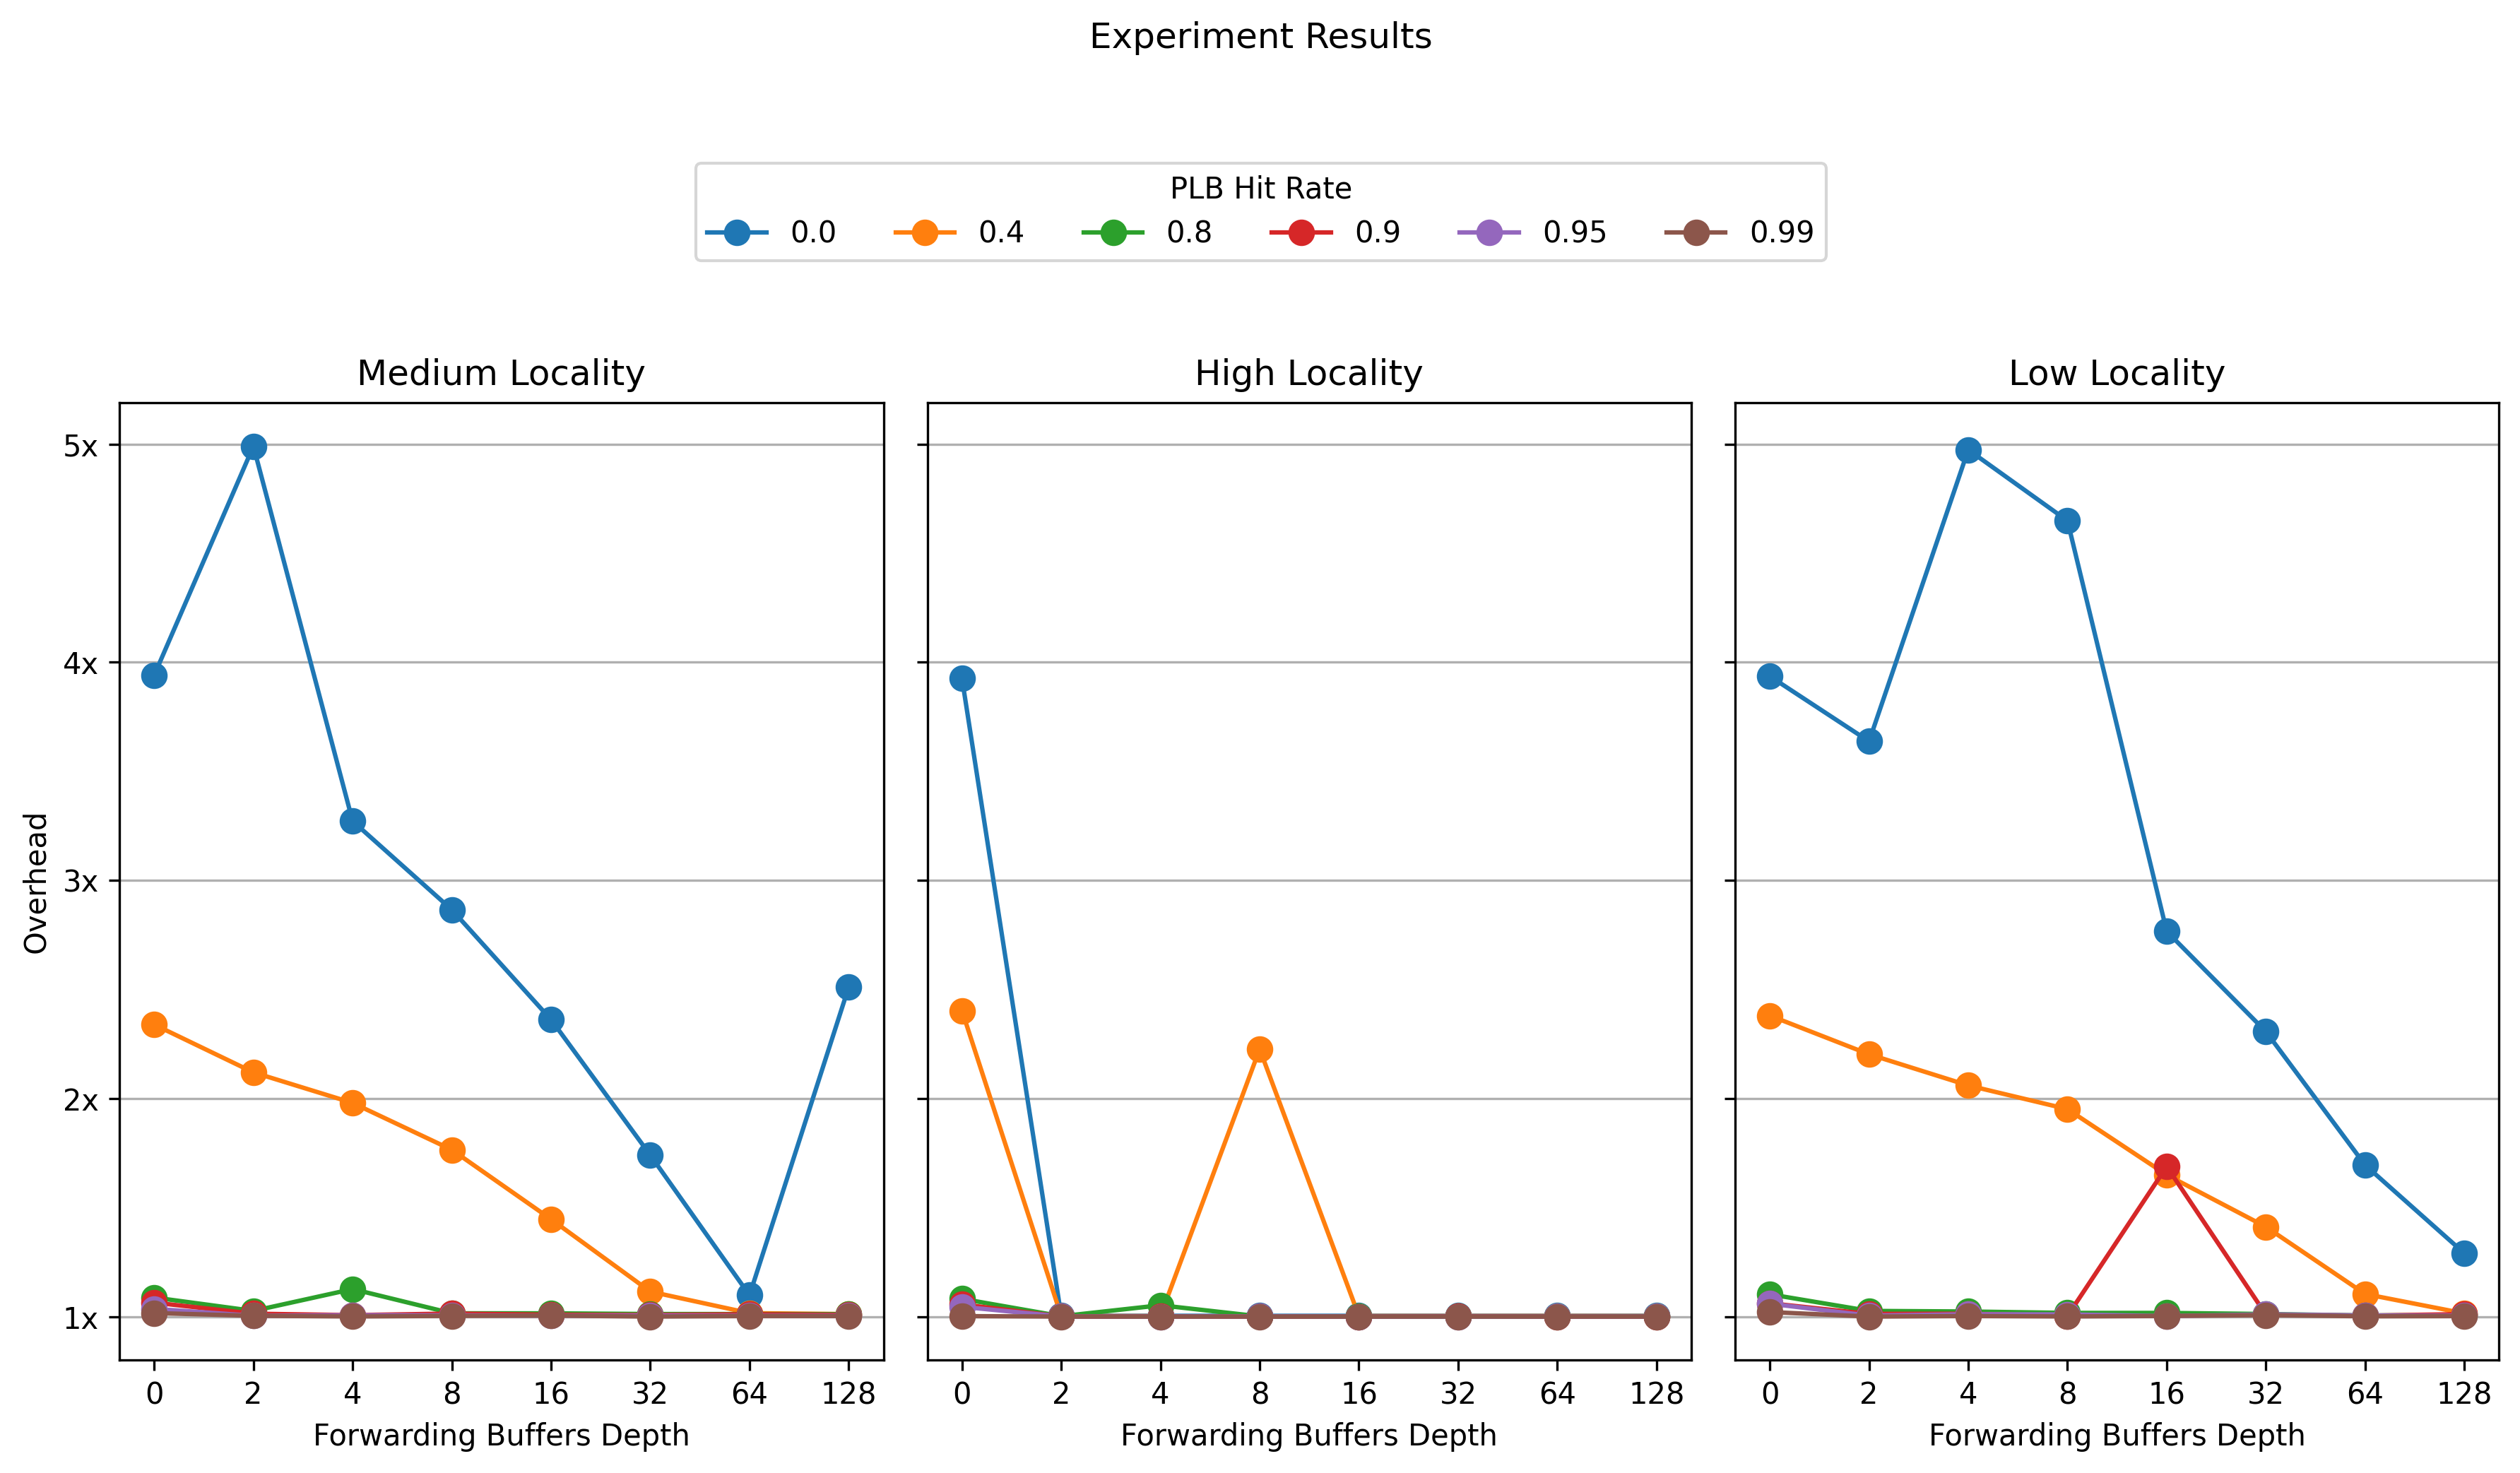 Experiment Results
PLB Hit Rate
0.0 0.4 0.8 0.9 0.95 0.99
Medium Locality High Locality Low Locality
5x
4x
3x
2x
1x
Overhead
0 2 4 8 16 32 64 128 0 2 4 8 16 32 64 128 0 2 4 8 16 32 64 128
Forwarding Buffers Depth Forwarding Buffers Depth Forwarding Buffers Depth